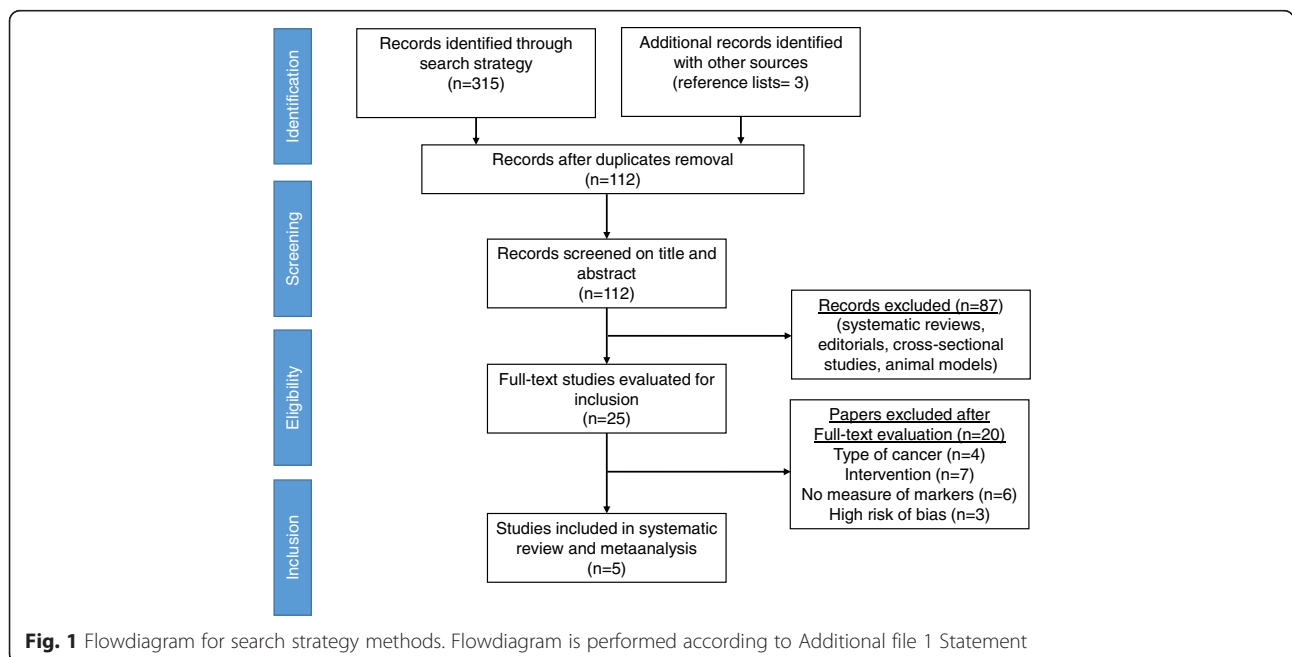 Identification
Records identified through
search strategy
(n=315)
Additional records identified
with other sources
(reference lists= 3)
Records after duplicates removal
(n=112)
Screening
Records screened on title and
abstract
(n=112)
Records excluded (n=87)
(systematic reviews,
editorials, cross-sectional
studies, animal models)
Eligibility
Full-text studies evaluated for
inclusion
(n=25)
Papers excluded after
Full-text evaluation (n=20)
Type of cancer (n=4)
Intervention (n=7)
No measure of markers (n=6)
High risk of bias (n=3)
Inclusion
Studies included in systematic
review and metaanalysis
(n=5)
Fig. 1 Flowdiagram for search strategy methods. Flowdiagram is performed according to Additional file 1 Statement